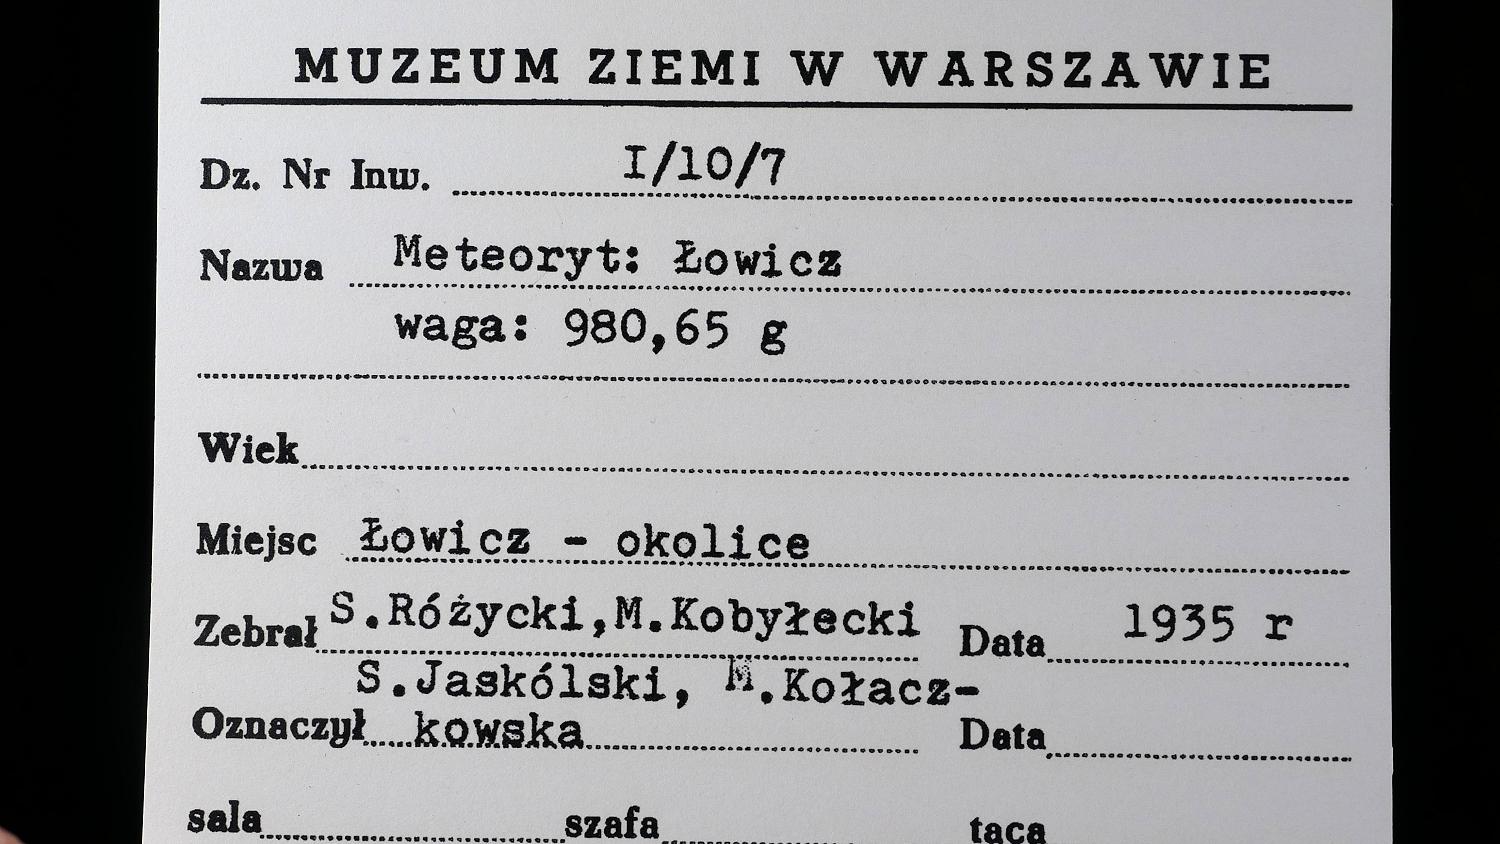 MUZEUM ZIEMI W WARSZAWIE
Dz. Nr Inw. I/10/7
Nazwa Meteoryt: Łowicz
waga: 980,65 g
Wiek
Miejsc Łowicz - okolice
Zebrał S.Różycki,M.Kobyłecki Data 1935 r
S.Jaskólski, M.Kołacz-
Oznaczył kowska Data
sala szafa taca